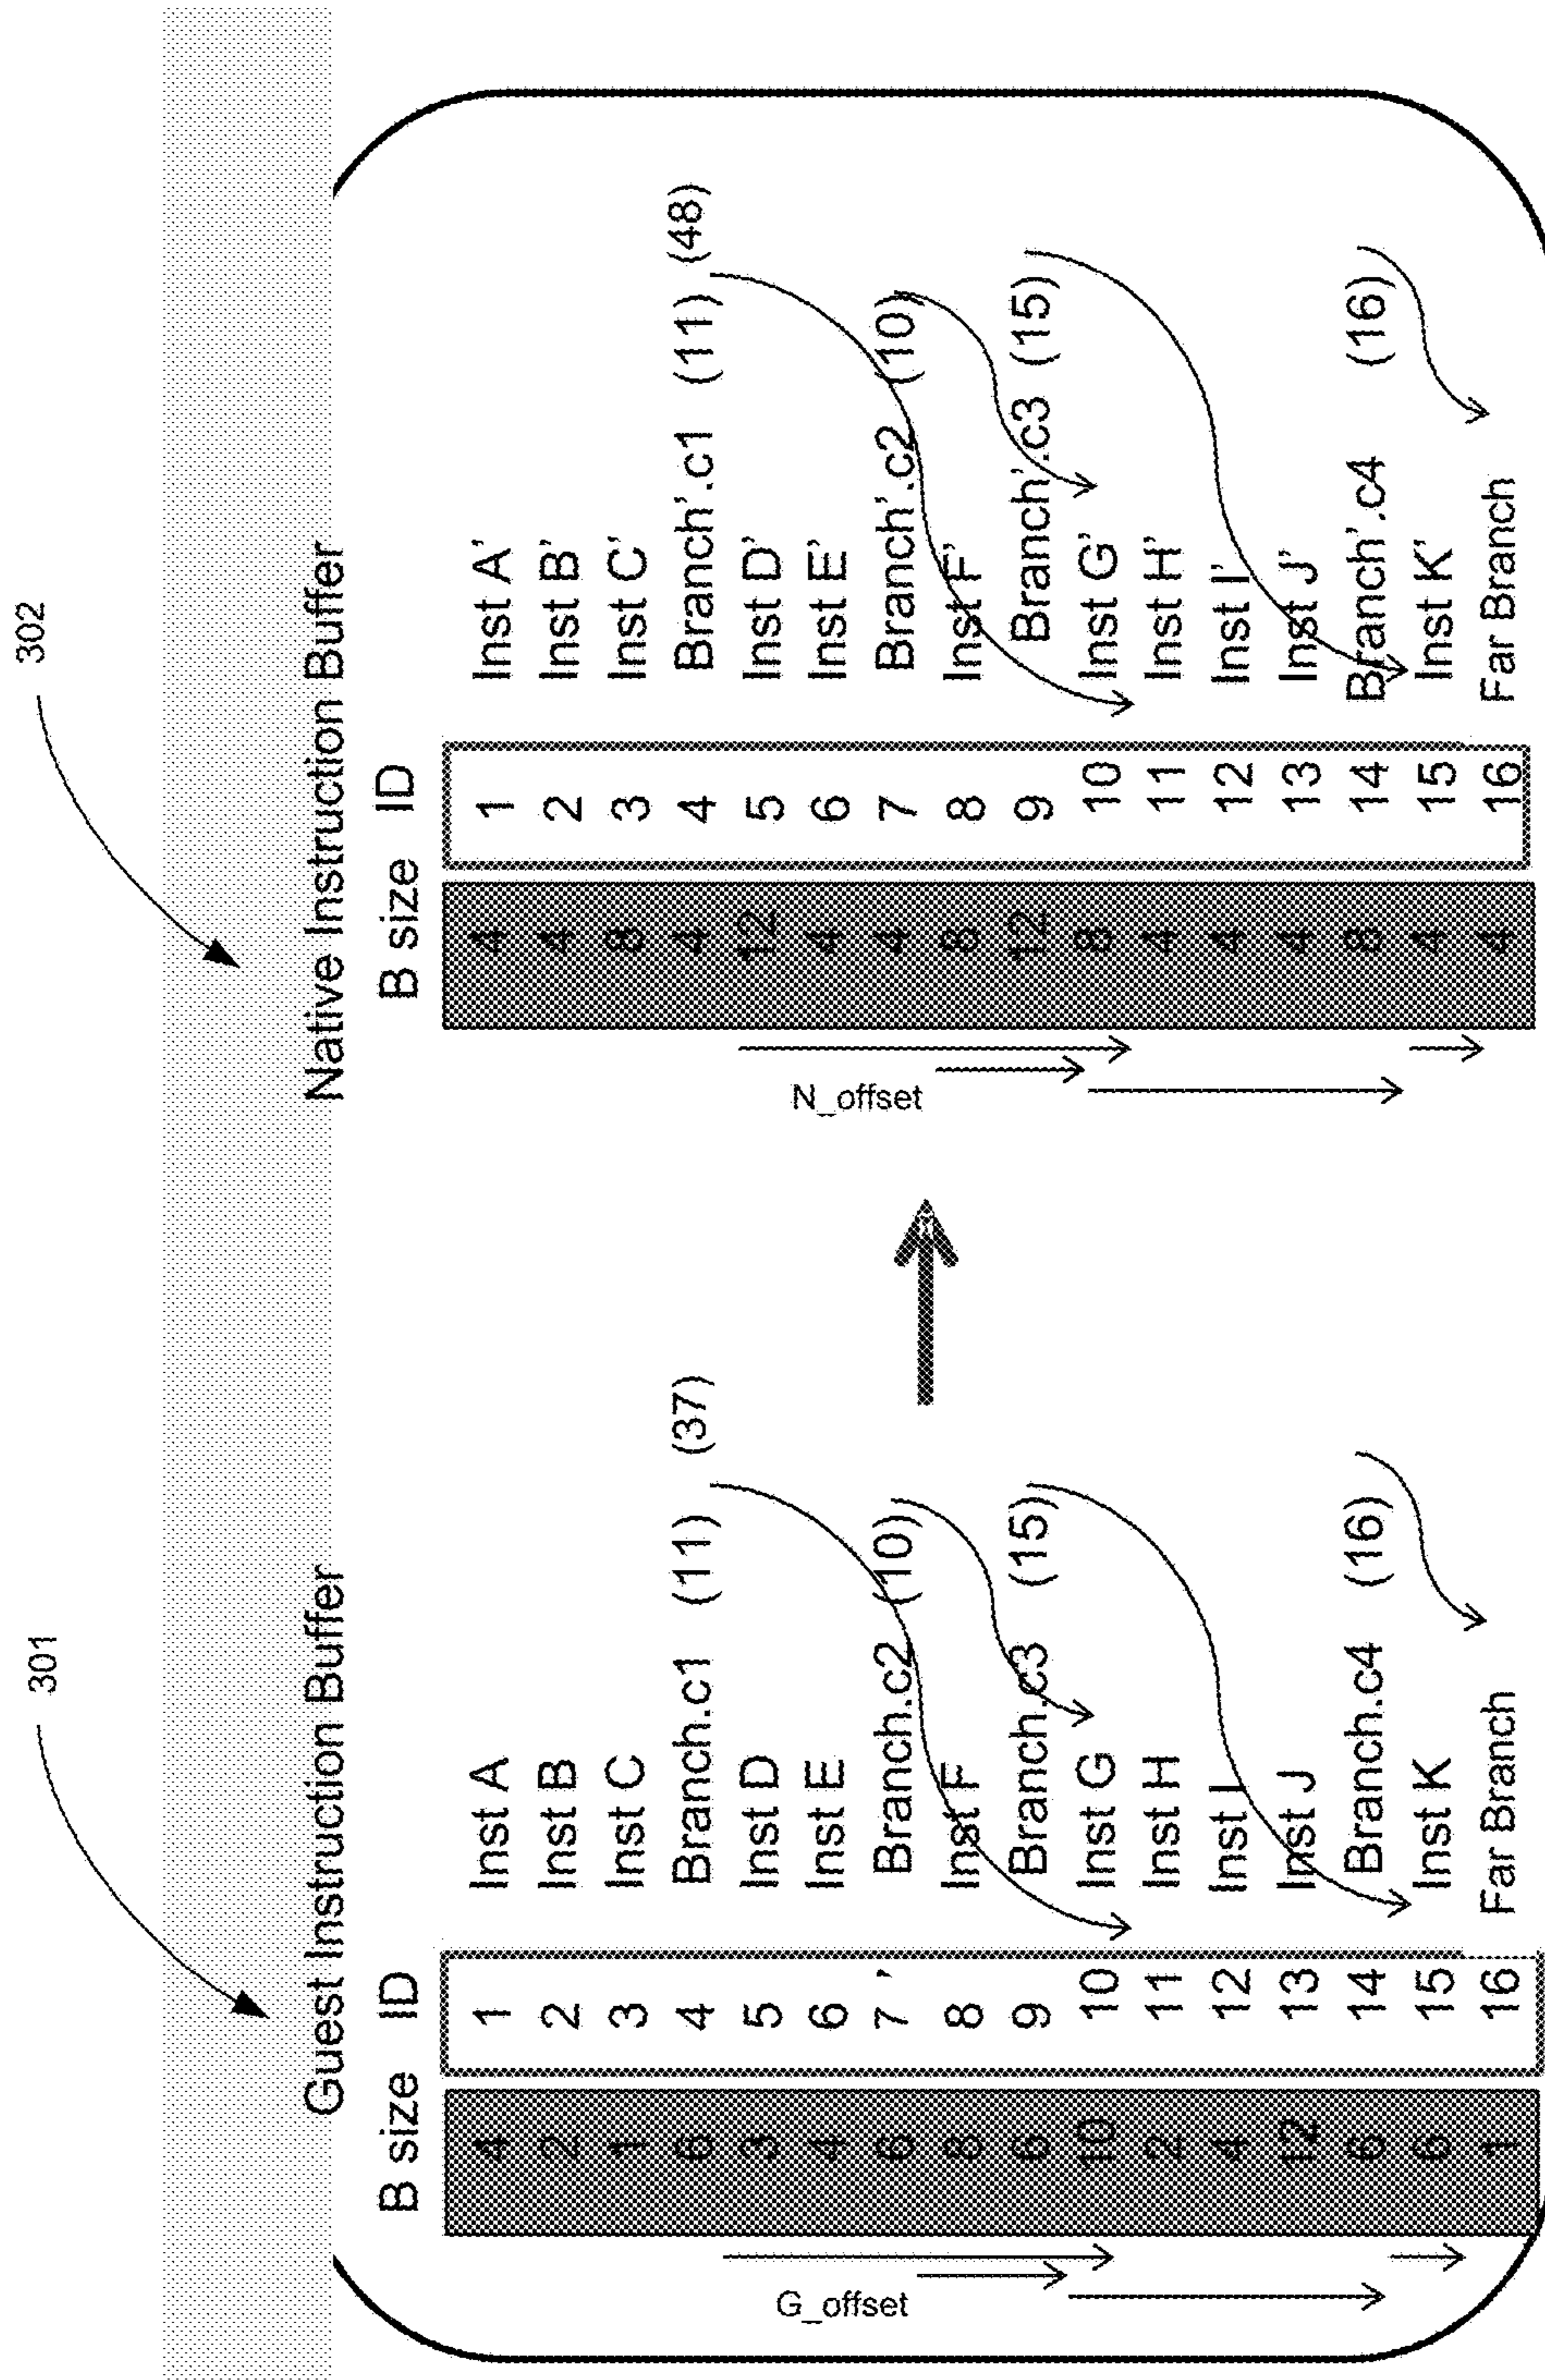 301
Guest Instruction Buffer
B size ID
4 1 Inst A
2 2 Inst B
1 3 Inst C
6 4 Branch.c1 (11) (37)
3 5 Inst D
4 6 Inst E
6 7 ' Branch.c2 (10)
8 8 Inst F
6 9 Branch.c3 (15)
10 10 Inst G
2 11 Inst H
4 12 Inst I
12 13 Inst J
6 14 Branch.c4 (16)
6 15 Inst K
1 16 Far Branch
G_offset
302
Native Instruction Buffer
B size ID
4 1 Inst A'
4 2 Inst B'
8 3 Inst C'
4 4 Branch'.c1 (11) (48)
12 5 Inst D'
4 6 Inst E'
4 7 Branch'.c2 (10)
8 8 Inst F'
12 9 Branch'.c3 (15)
8 10 Inst G'
4 11 Inst H'
4 12 Inst I'
4 13 Inst J'
8 14 Branch'.c4 (16)
4 15 Inst K'
4 16 Far Branch
N_offset